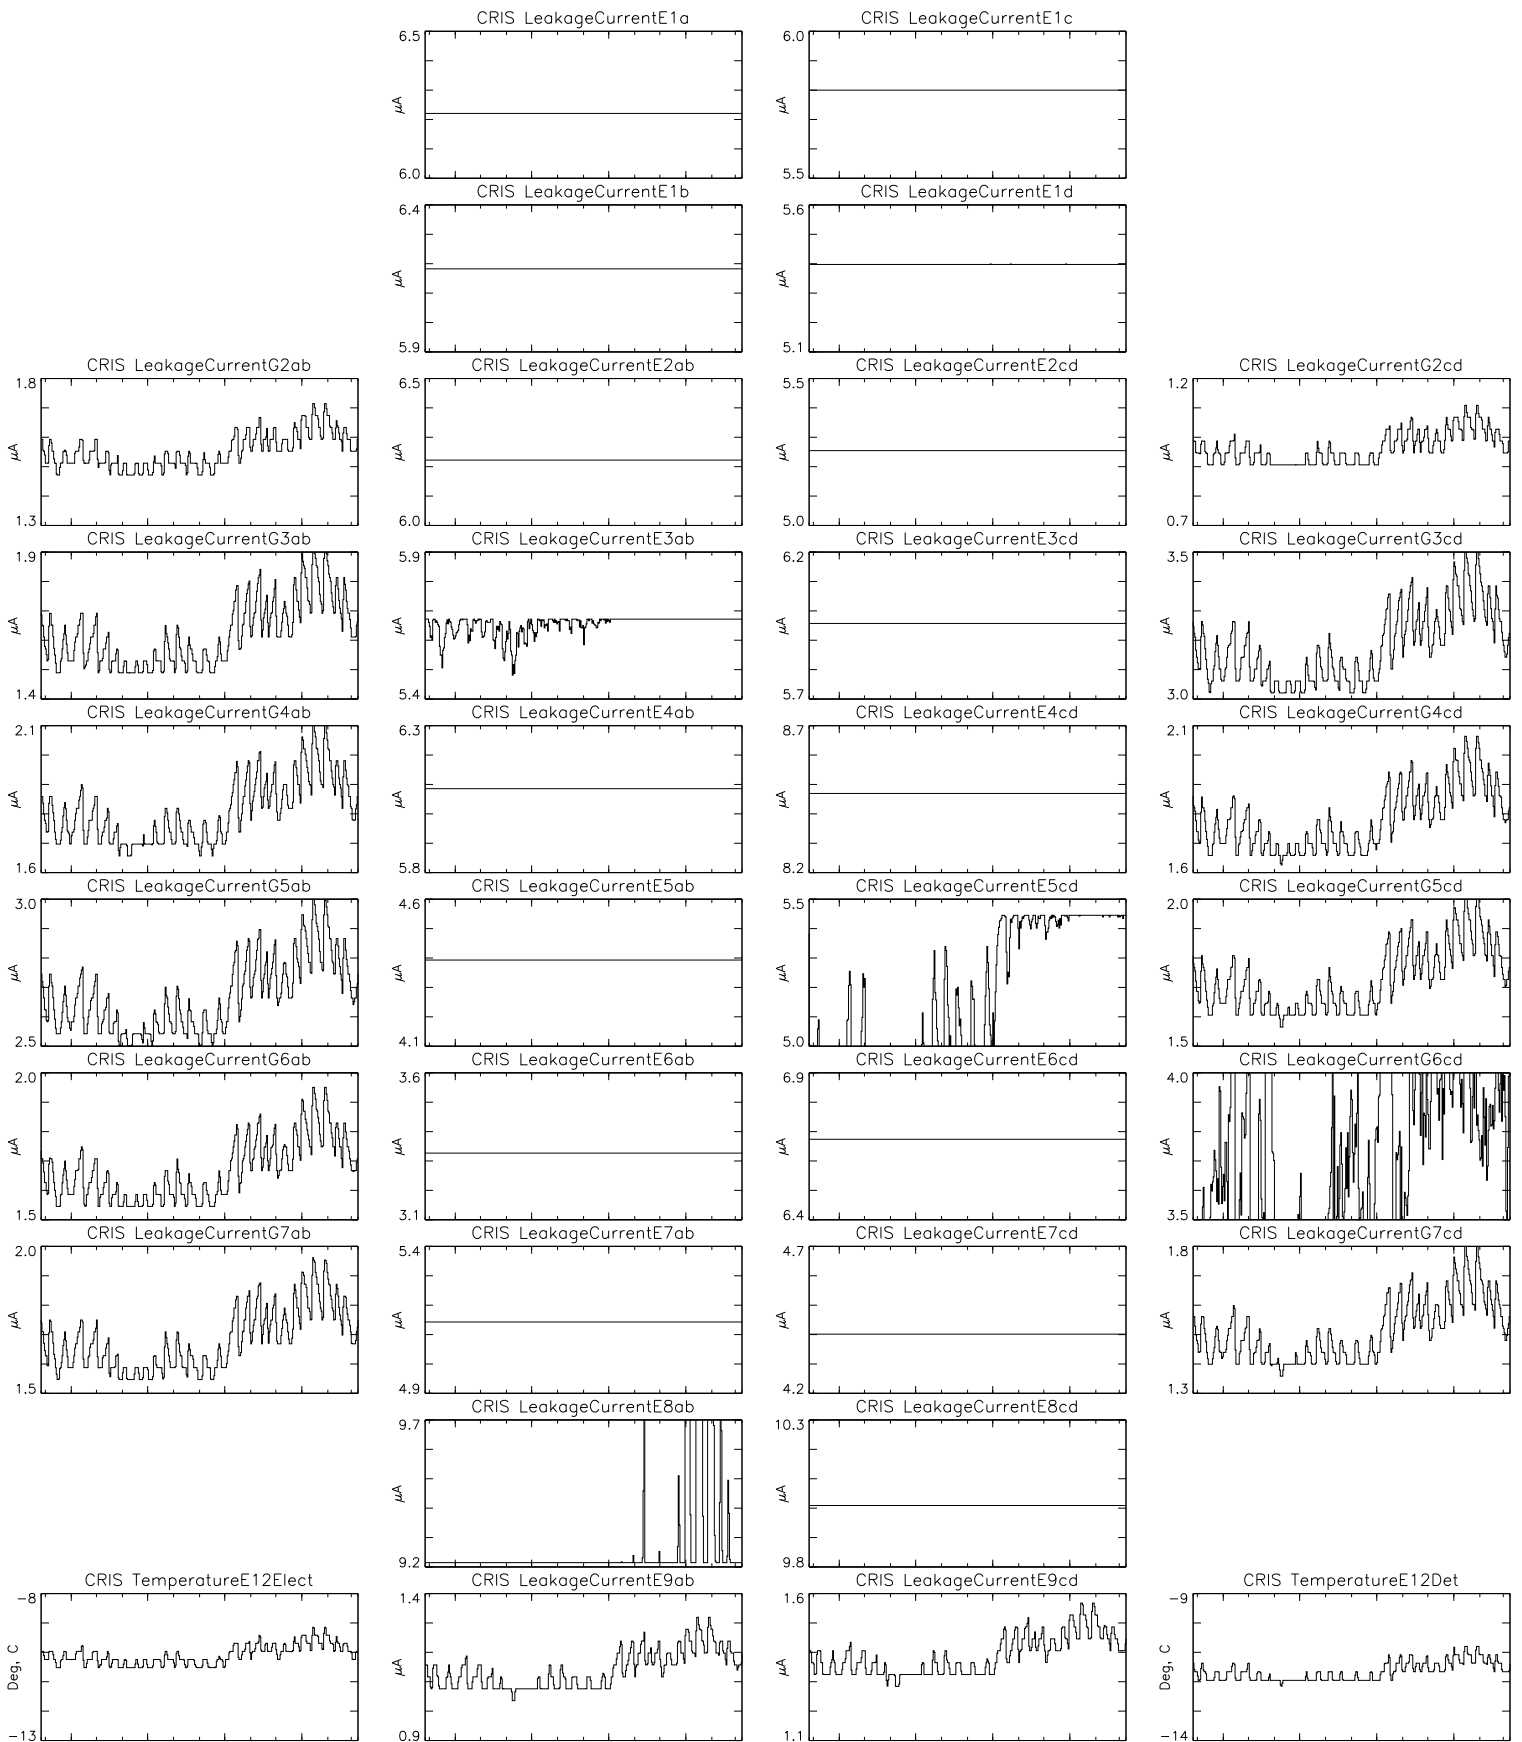 CRIS LeakageCurrentE1a
6.5
μA
6.0
CRIS LeakageCurrentE1c
6.0
μA
5.5
CRIS LeakageCurrentE1b
6.4
μA
5.9
CRIS LeakageCurrentE1d
5.6
μA
5.1
CRIS LeakageCurrentG2ab
1.8
μA
1.3
CRIS LeakageCurrentE2ab
6.5
μA
6.0
CRIS LeakageCurrentE2cd
5.5
μA
5.0
CRIS LeakageCurrentG2cd
1.2
μA
0.7
CRIS LeakageCurrentG3ab
1.9
μA
1.4
CRIS LeakageCurrentE3ab
5.9
μA
5.4
CRIS LeakageCurrentE3cd
6.2
μA
5.7
CRIS LeakageCurrentG3cd
3.5
μA
3.0
CRIS LeakageCurrentG4ab
2.1
μA
1.6
CRIS LeakageCurrentE4ab
6.3
μA
5.8
CRIS LeakageCurrentE4cd
8.7
μA
8.2
CRIS LeakageCurrentG4cd
2.1
μA
1.6
CRIS LeakageCurrentG5ab
3.0
μA
2.5
CRIS LeakageCurrentE5ab
4.6
μA
4.1
CRIS LeakageCurrentE5cd
5.5
μA
5.0
CRIS LeakageCurrentG5cd
2.0
μA
1.5
CRIS LeakageCurrentG6ab
2.0
μA
1.5
CRIS LeakageCurrentE6ab
3.6
μA
3.1
CRIS LeakageCurrentE6cd
6.9
μA
6.4
CRIS LeakageCurrentG6cd
4.0
μA
3.5
CRIS LeakageCurrentG7ab
2.0
μA
1.5
CRIS LeakageCurrentE7ab
5.4
μA
4.9
CRIS LeakageCurrentE7cd
4.7
μA
4.2
CRIS LeakageCurrentG7cd
1.8
μA
1.3
CRIS LeakageCurrentE8ab
9.7
μA
9.2
CRIS LeakageCurrentE8cd
10.3
μA
9.8
CRIS TemperatureE12Elect
−8
Deg, C
−13
CRIS LeakageCurrentE9ab
1.4
μA
0.9
CRIS LeakageCurrentE9cd
1.6
μA
1.1
CRIS TemperatureE12Det
−9
Deg, C
−14